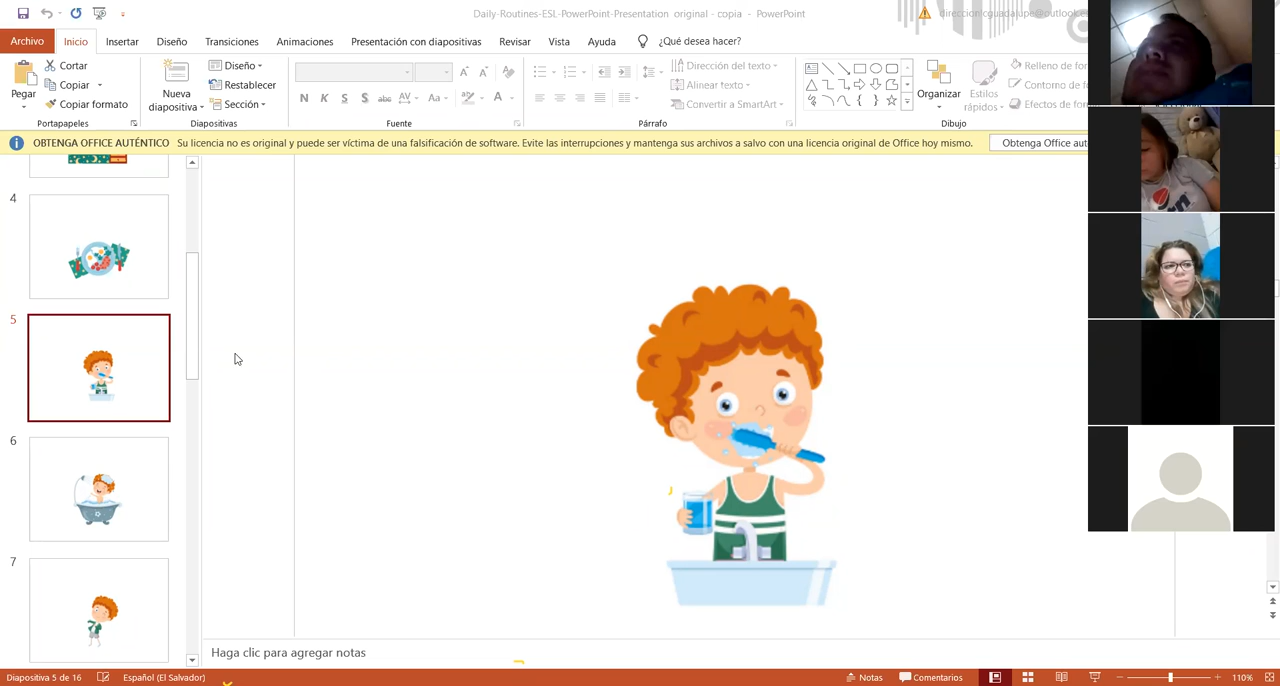 Daily-Routines-ESL-PowerPoint-Presentation original - copia - PowerPoint
Archivo Inicio Insertar Diseño Transiciones Animaciones Presentación con diapositivas Revisar Vista Ayuda ¿Qué desea hacer?
Pegar
Cortar
Copiar
Copiar formato
Portapapeles
Nueva diapositiva
Diseño
Restablecer
Sección
Diapositivas
N K S S abc AV Aa A
Fuente
Dirección del texto
Alinear texto
Convertir a SmartArt
Párrafo
Organizar
Estilos rápidos
Relleno de
Contorno de
Efectos de
Dibujo
OBTENGA OFFICE AUTÉNTICO Su licencia no es original y puede ser víctima de una falsificación de software. Evite las interrupciones y mantenga sus archivos a salvo con una licencia original de Office hoy mismo. Obtenga Office
4
5
6
7
Haga clic para agregar notas
Diapositiva 5 de 16 Español (El Salvador) Notas Comentarios 110%